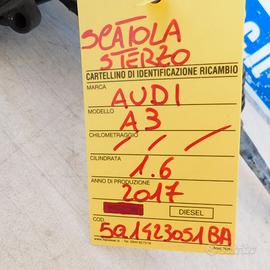 SCATOLA
STERZO
CARTELLINO DI IDENTIFICAZIONE RICAMBIO
MARCA
AUDI
MODELLO
A3
CHILOMETRAGGIO
/ / /
CILINDRATA
1.6
ANNO DI PRODUZIONE
2017
DIESEL
COD.
5Q1423051BA